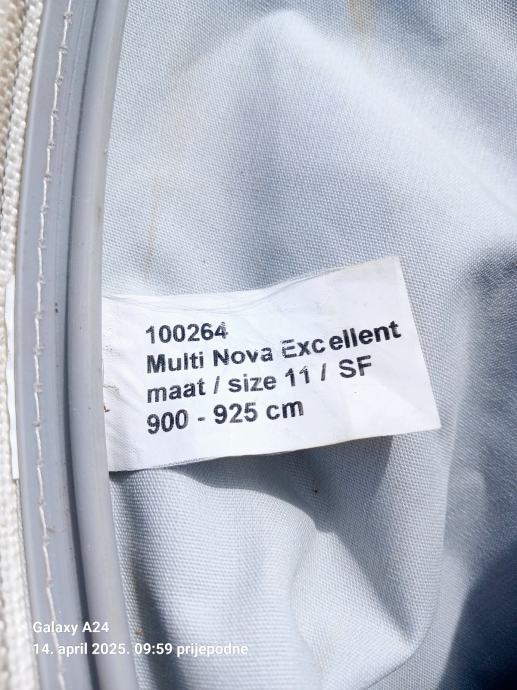 100264
Multi Nova Excellent
maat / size 11 / SF
900 - 925 cm
Galaxy A24
14. april 2025. 09:59 prijepodne